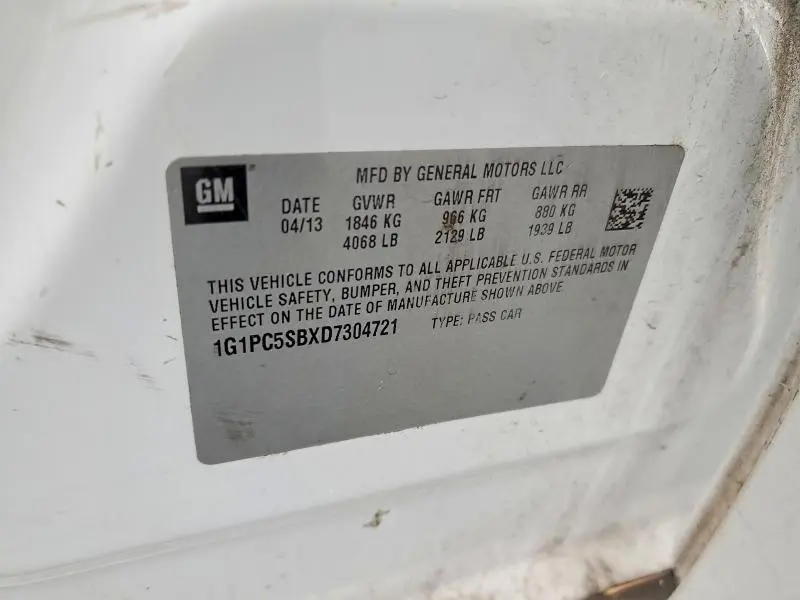 GM
MFD BY GENERAL MOTORS LLC
DATE GVWR GAWR FRT GAWR RR
04/13 1846 KG 966 KG 880 KG
4068 LB 2129 LB 1939 LB
THIS VEHICLE CONFORMS TO ALL APPLICABLE U.S. FEDERAL MOTOR
VEHICLE SAFETY, BUMPER, AND THEFT PREVENTION STANDARDS IN
EFFECT ON THE DATE OF MANUFACTURE SHOWN ABOVE
1G1PC5SBXD7304721 TYPE: PASS CAR